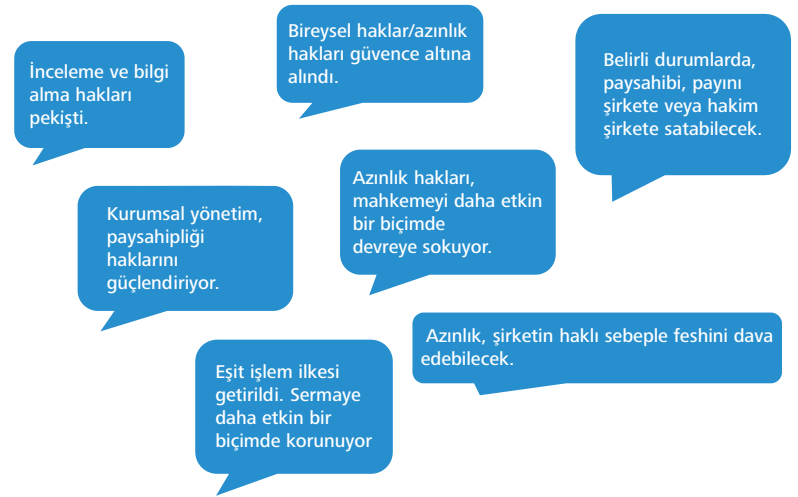 İnceleme ve bilgi
alma hakları
pekişti.
Bireysel haklar/azınlık
hakları güvence altına
alındı.
Belirli durumlarda,
paysahibi, payını
şirkete veya hakim
şirkete satabilecek.
Kurumsal yönetim,
paysahipliği
haklarını
güçlendiriyor.
Azınlık hakları,
mahkemeyi daha etkin
bir biçimde
devreye sokuyor.
Azınlık, şirketin haklı sebeple feshini dava
edebilecek.
Eşit işlem ilkesi
getirildi. Sermaye
daha etkin bir
biçimde korunuyor